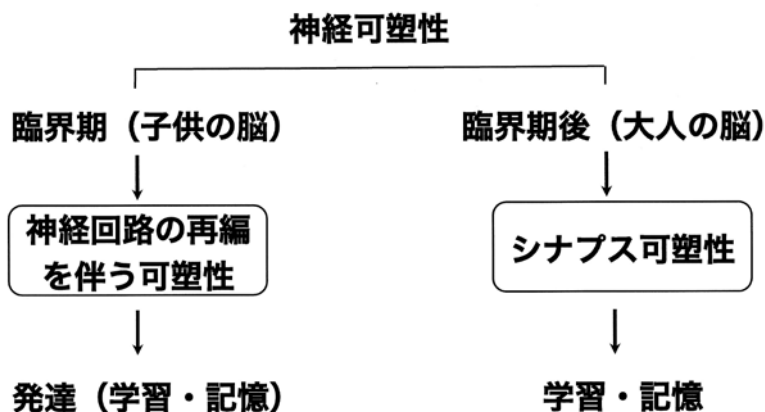 神経可塑性
臨界期（子供の脳）
臨界期後（大人の脳）
神経回路の再編
を伴う可塑性
シナプス可塑性
発達（学習・記憶）
学習・記憶